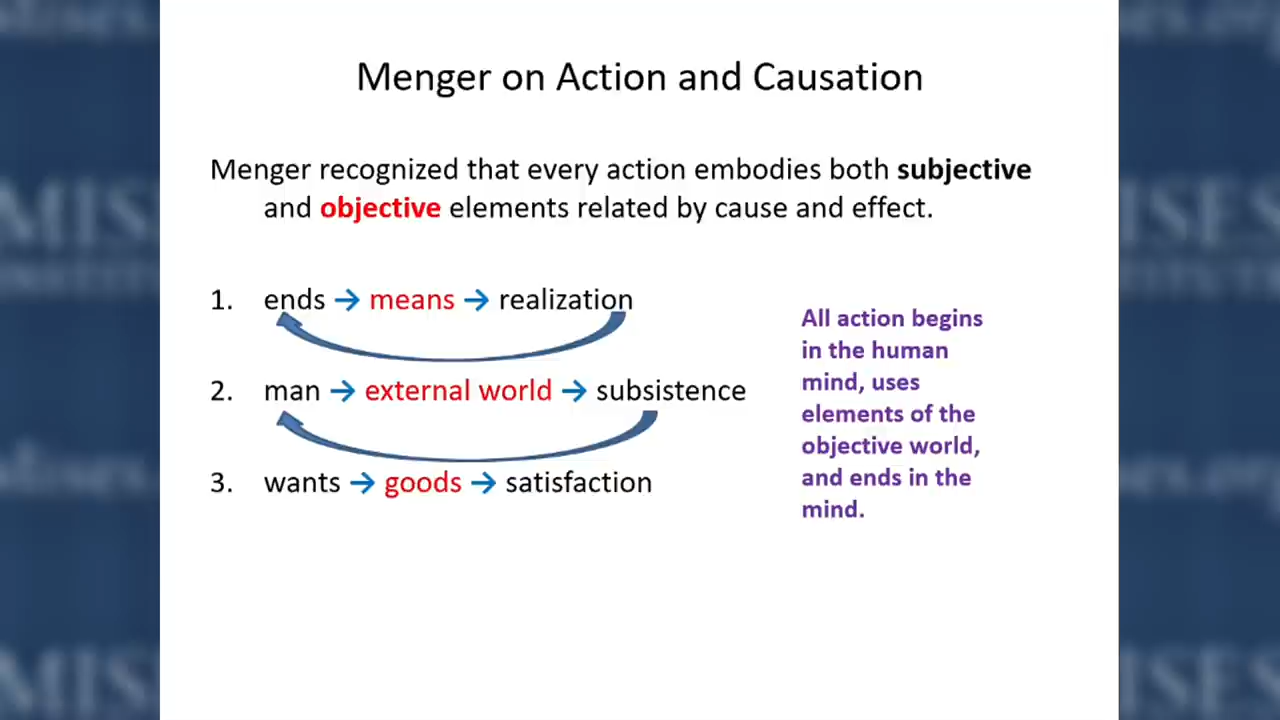 Menger on Action and Causation
Menger recognized that every action embodies both subjective
and objective elements related by cause and effect.
1. ends → means → realization
2. man → external world → subsistence
3. wants → goods → satisfaction
All action begins
in the human
mind, uses
elements of the
objective world,
and ends in the
mind.